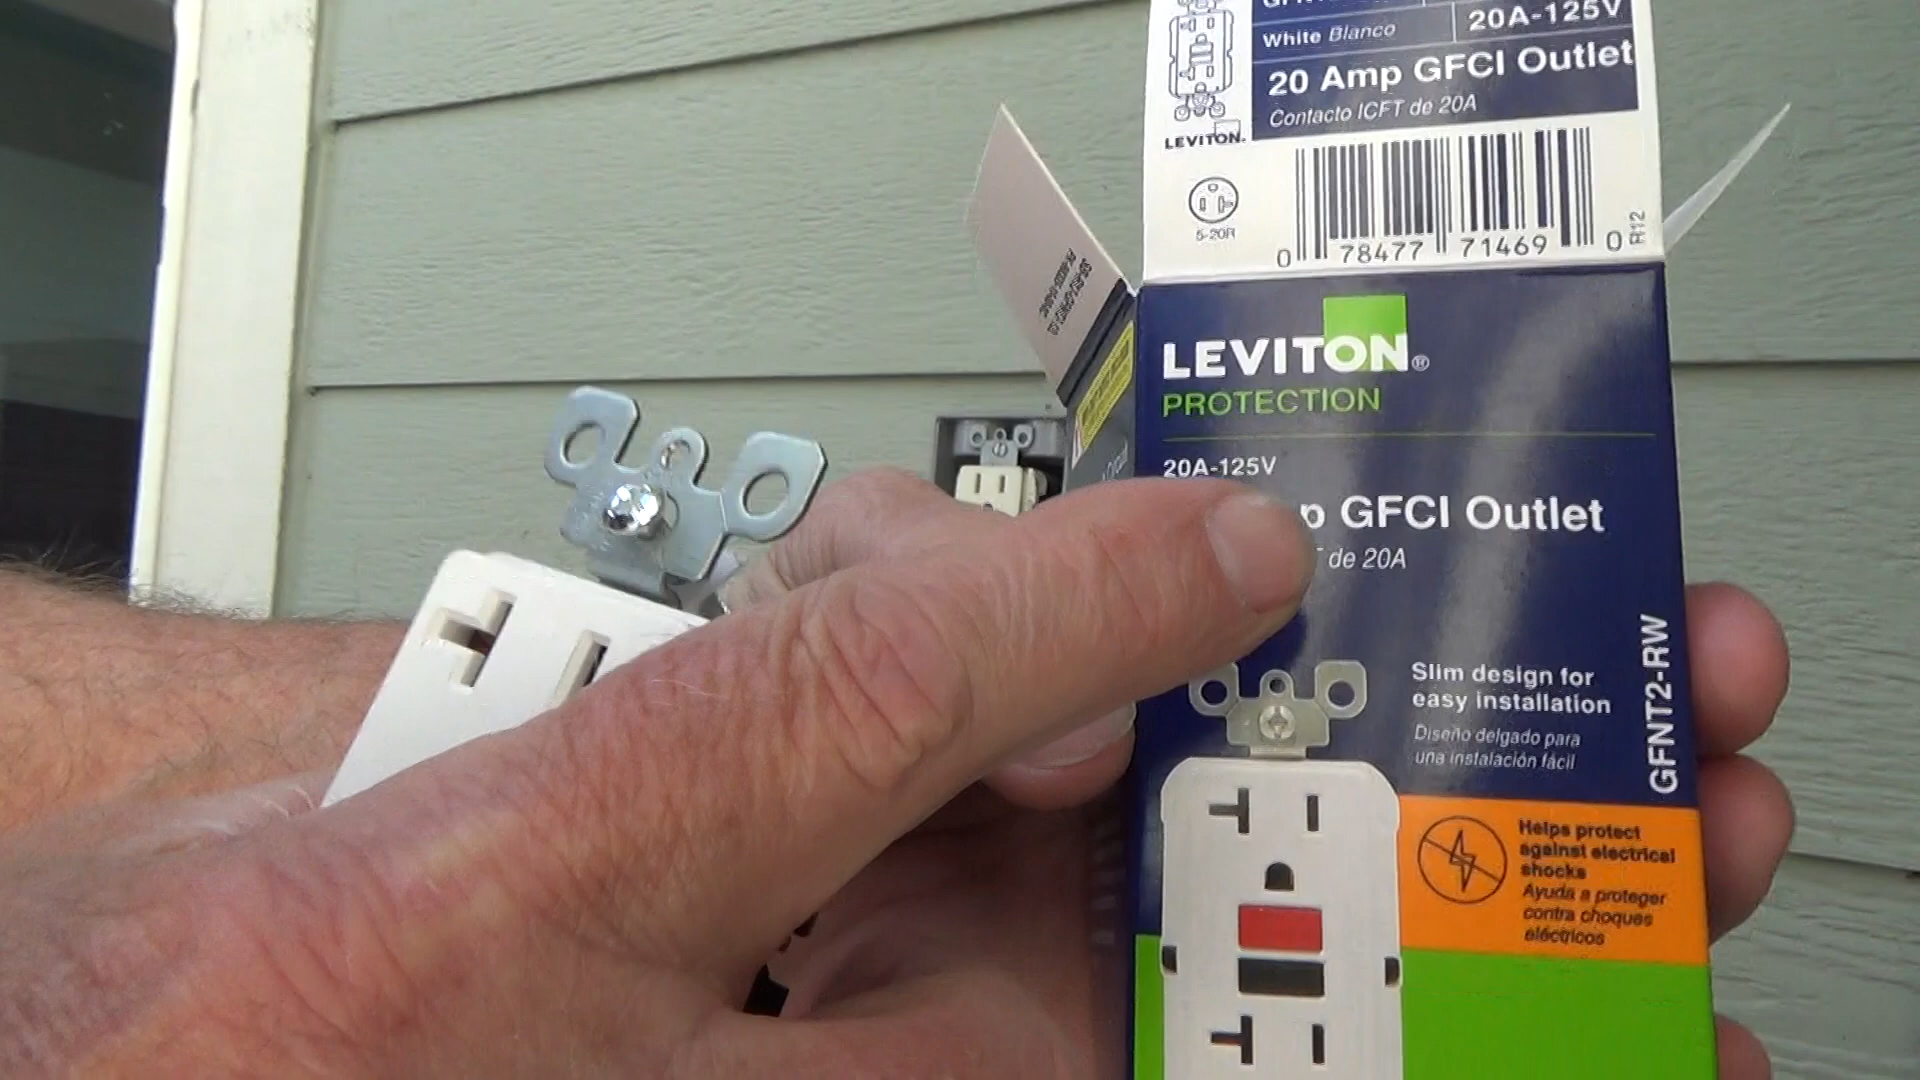 20A-125V
White Blanco
20 Amp GFCI Outlet
Contacto ICFT de 20A
LEVITON.
5-20R
0 78477 71469 0
R12
LEVITON®
PROTECTION
20A-125V
GFCI Outlet
de 20A
Slim design for
easy installation
Diseño delgado para
una instalación fácil
GFNT2-RW
Helps protect
against electrical
shocks
Ayuda a proteger
contra choques
eléctricos